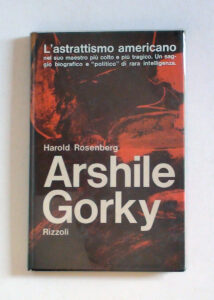 L'astrattismo americano
nel suo maestro più colto e più tragico. Un sag-
gio biografico e "politico" di rara intelligenza.
Harold Rosenberg
Arshile
Gorky
Rizzoli